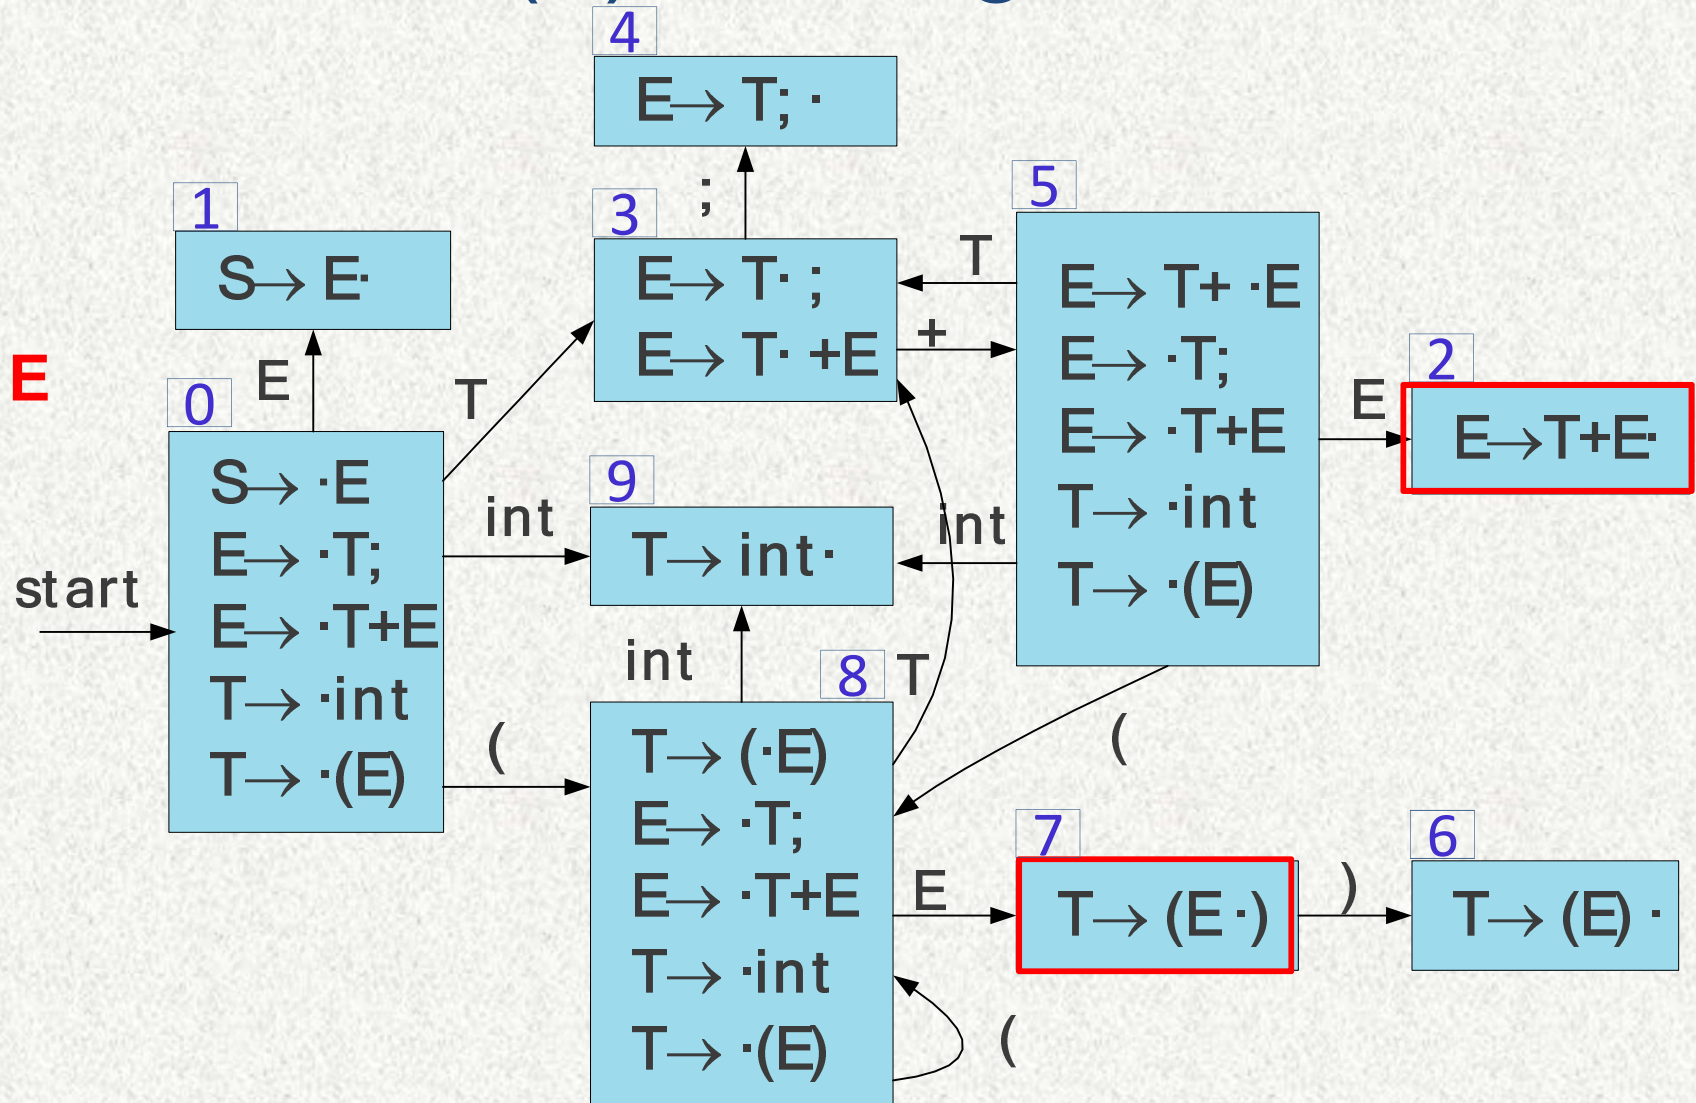 4
E→ T; ·
;
1
S→ E·
3
E→ T· ;
E→ T· +E
T
+
5
E→ T+ ·E
E→ ·T;
E→ ·T+E
T→ ·int
T→ ·(E)
E
2
E→T+E·
E
E
T
0
S→ ·E
E→ ·T;
E→ ·T+E
T→ ·int
T→ ·(E)
start
int
(
9
T→ int·
int
int
8
T
T→ (·E)
E→ ·T;
E→ ·T+E
T→ ·int
T→ ·(E)
(
(
E
7
T→ (E ·)
)
6
T→ (E) ·